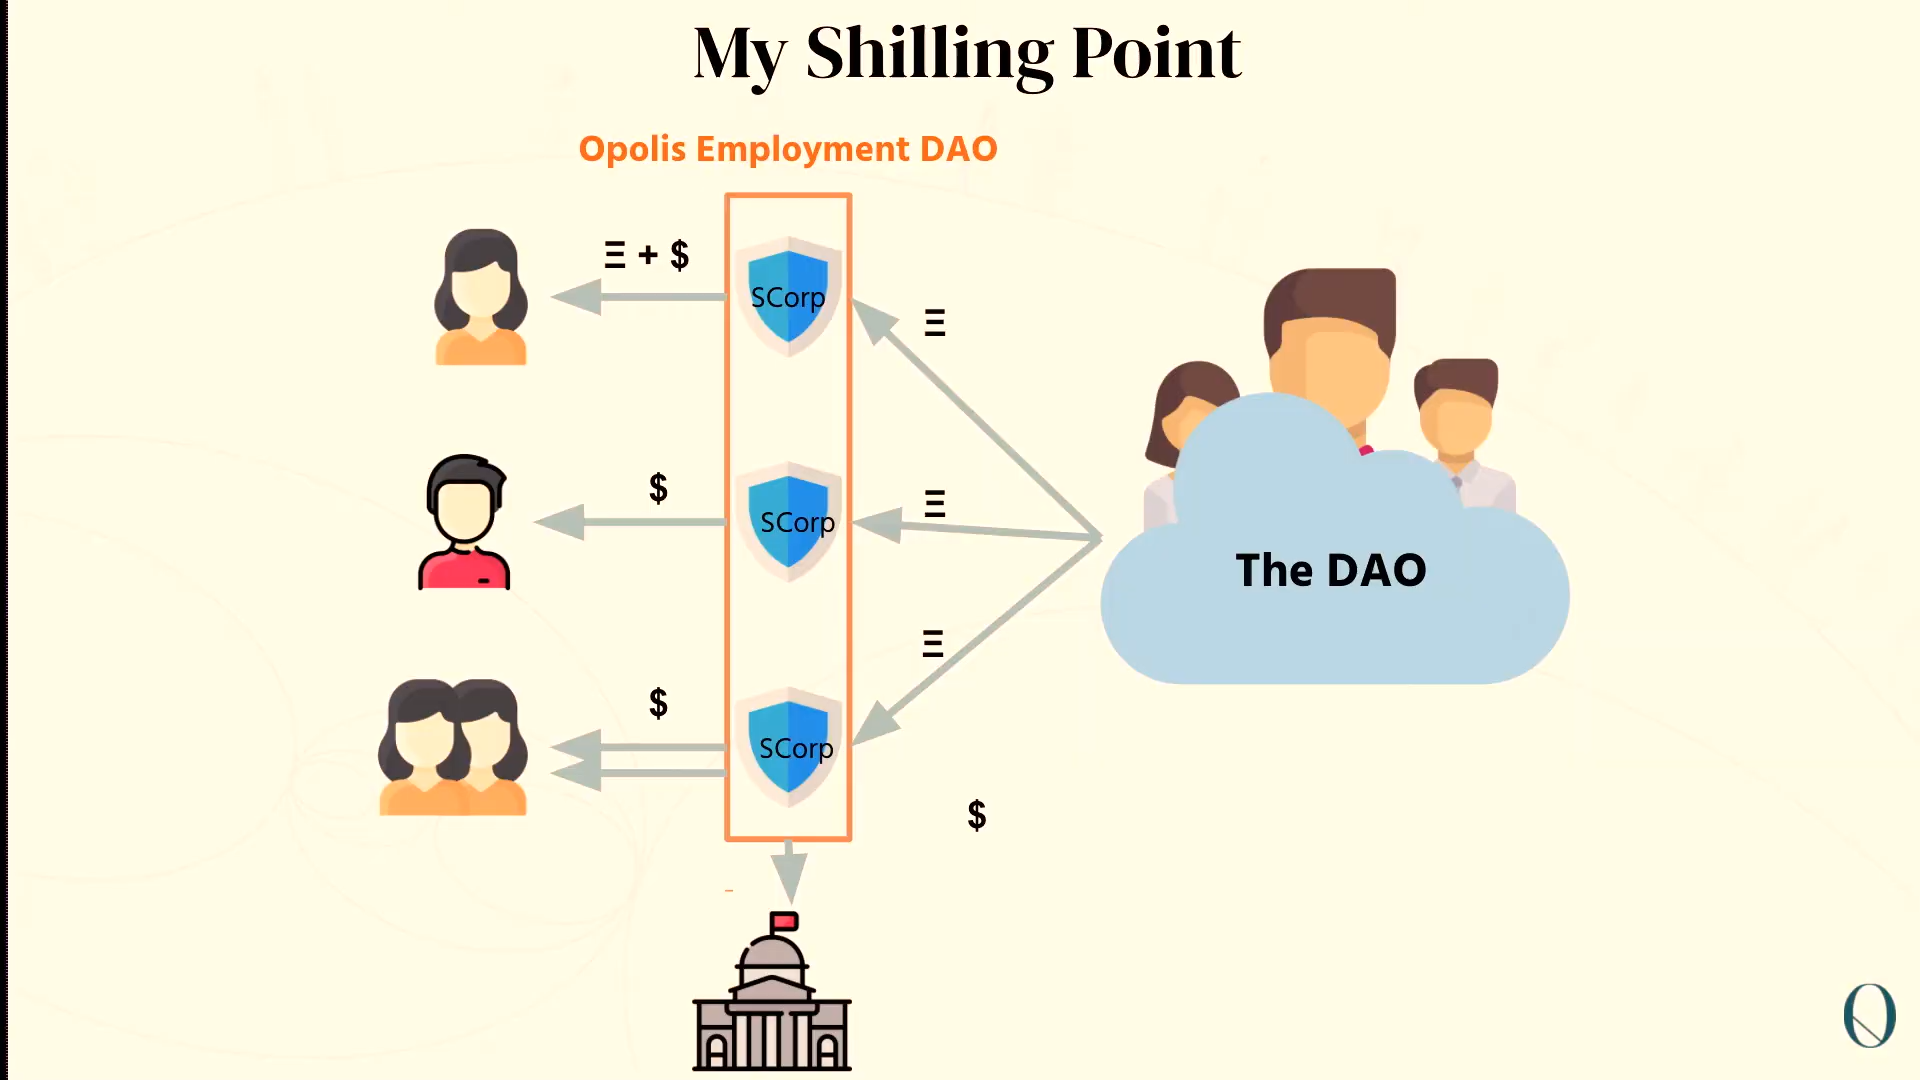 My Shilling Point
Opolis Employment DAO
Ξ + $
SCorp
Ξ
$
SCorp
Ξ
The DAO
Ξ
$
SCorp
$